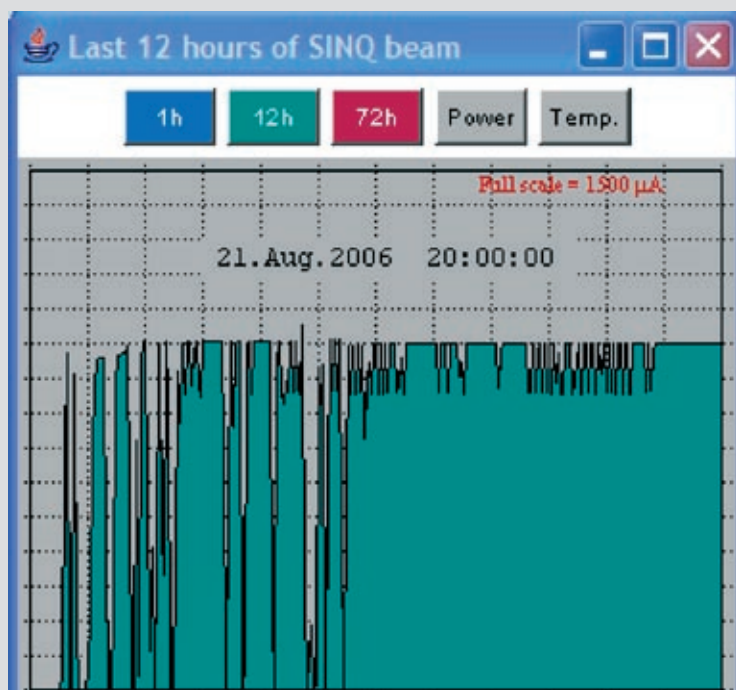 Last 12 hours of SINQ beam
1h 12h 72h Power Temp.
Full scale = 1500 µA
21.Aug.2006 20:00:00